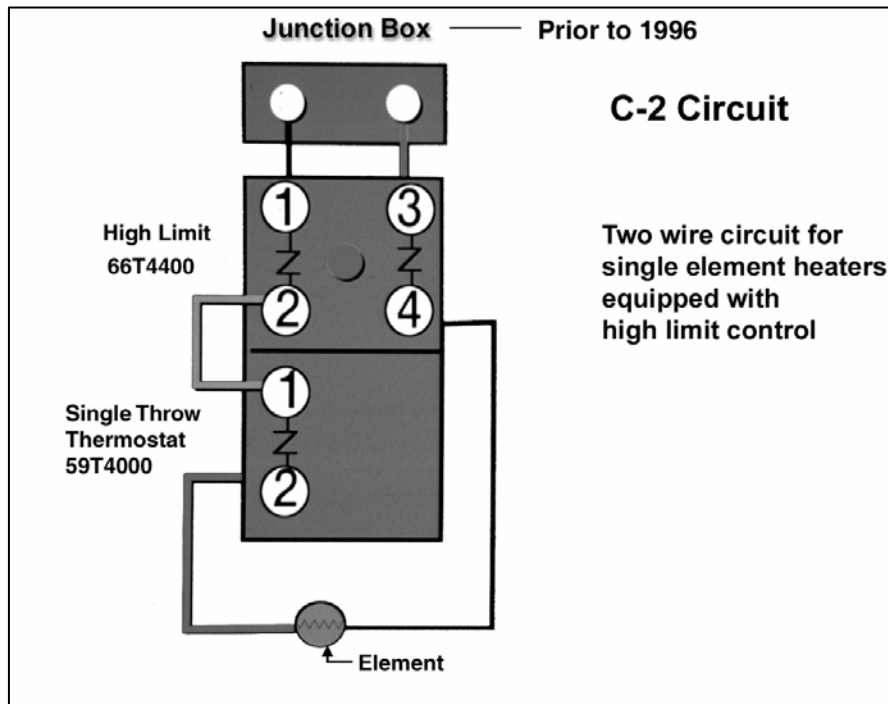 Junction Box Prior to 1996
C-2 Circuit
1 3
High Limit
66T4400
2 4
Two wire circuit for
single element heaters
equipped with
high limit control
1
Single Throw
Thermostat
59T4000
2
Element